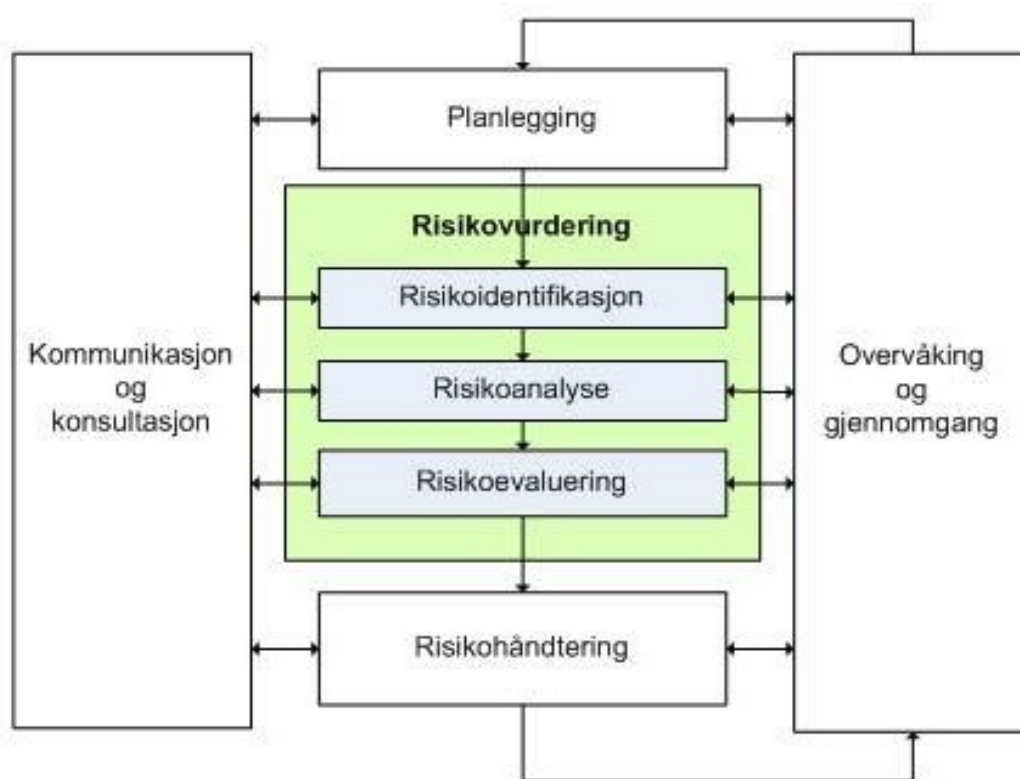 Planlegging
Risikovurdering
Risikoidentifikasjon
Risikoanalyse
Risikoevaluering
Risikohåndtering
Kommunikasjon
og
konsultasjon
Overvåking
og
gjennomgang